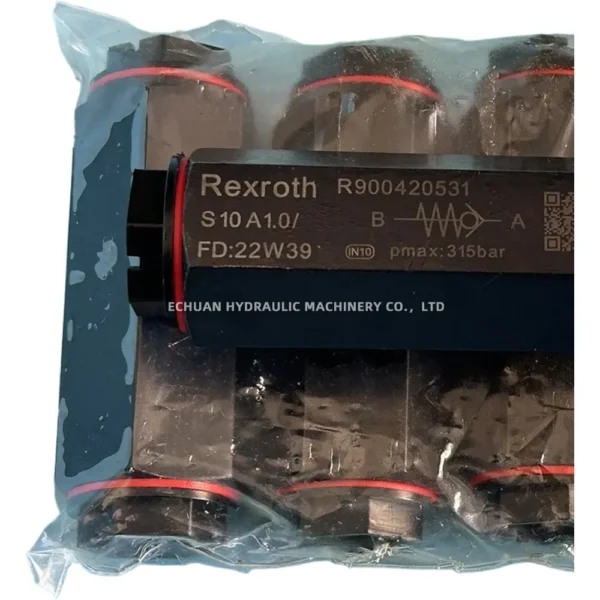 Rexroth R900420531
S10 A1.0/ B A
FD:22W39 IN10 pmax:315bar
ECHUAN HYDRAULIC MACHINERY CO., LTD